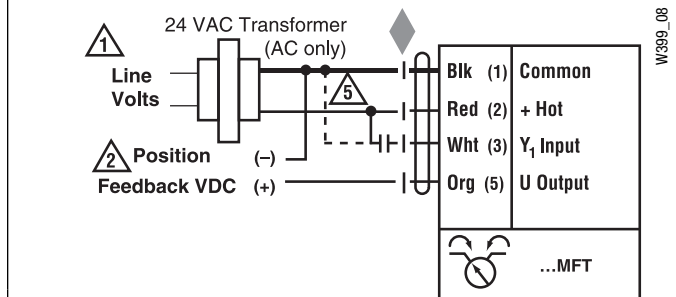 24 VAC Transformer
(AC only)
1
Line
Volts
5
2
Position (–)
Feedback VDC (+)
Blk (1) Common
Red (2) + Hot
Wht (3) Y1 Input
Org (5) U Output
...MFT
W399_08